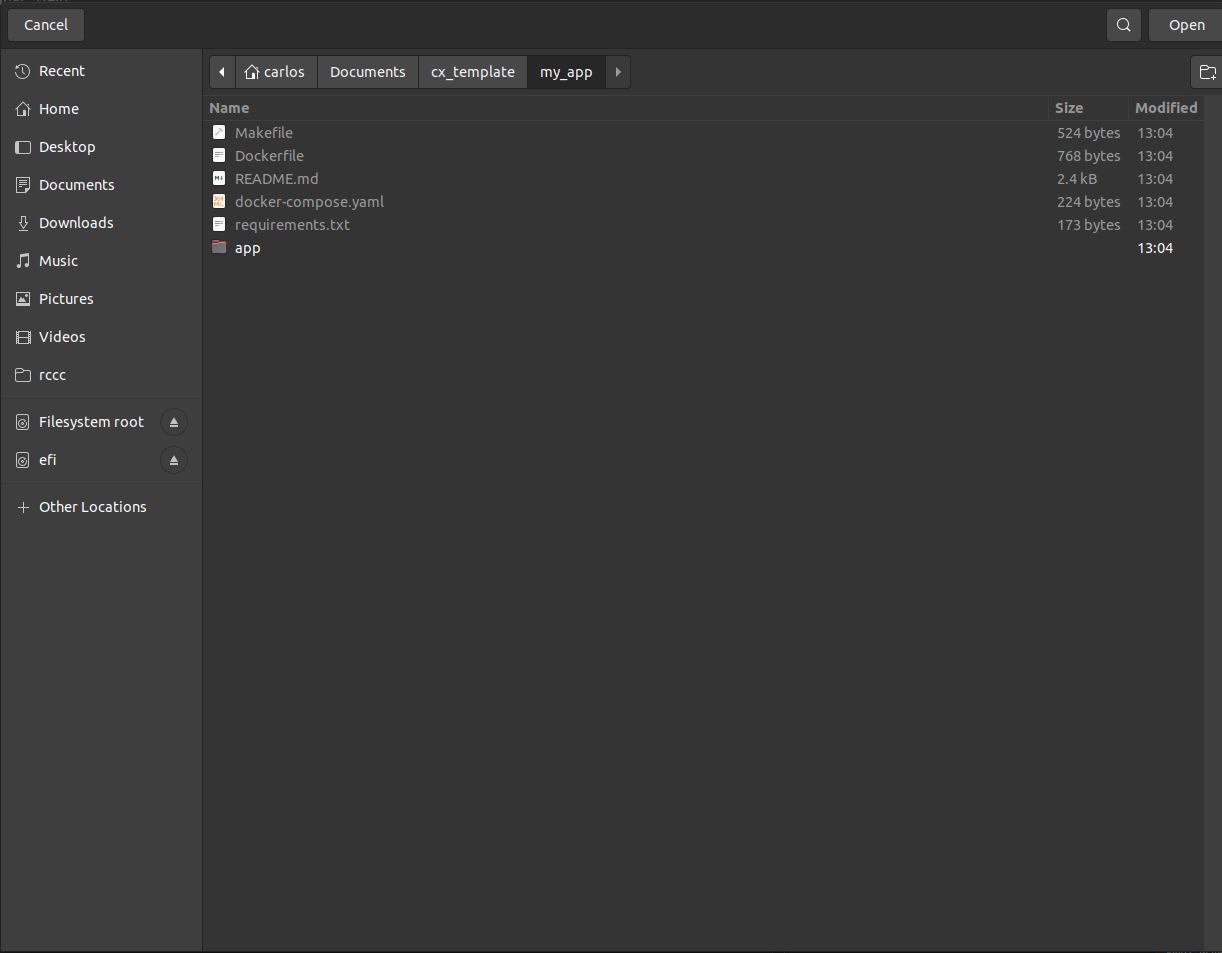 Cancel
Open
Recent
Home
Desktop
Documents
Downloads
Music
Pictures
Videos
rccc
Filesystem root
efi
Other Locations
carlos Documents cx_template my_app
Name Size Modified
Makefile 524 bytes 13:04
Dockerfile 768 bytes 13:04
README.md 2.4 kB 13:04
docker-compose.yaml 224 bytes 13:04
requirements.txt 173 bytes 13:04
app 13:04